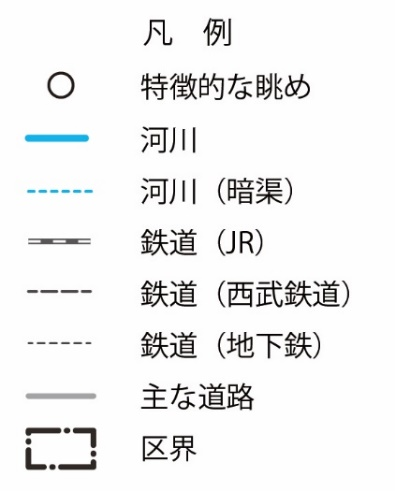 凡　例
特徴的な眺め
河川
河川（暗渠）
鉄道（JR）
鉄道（西武鉄道）
鉄道（地下鉄）
主な道路
区界